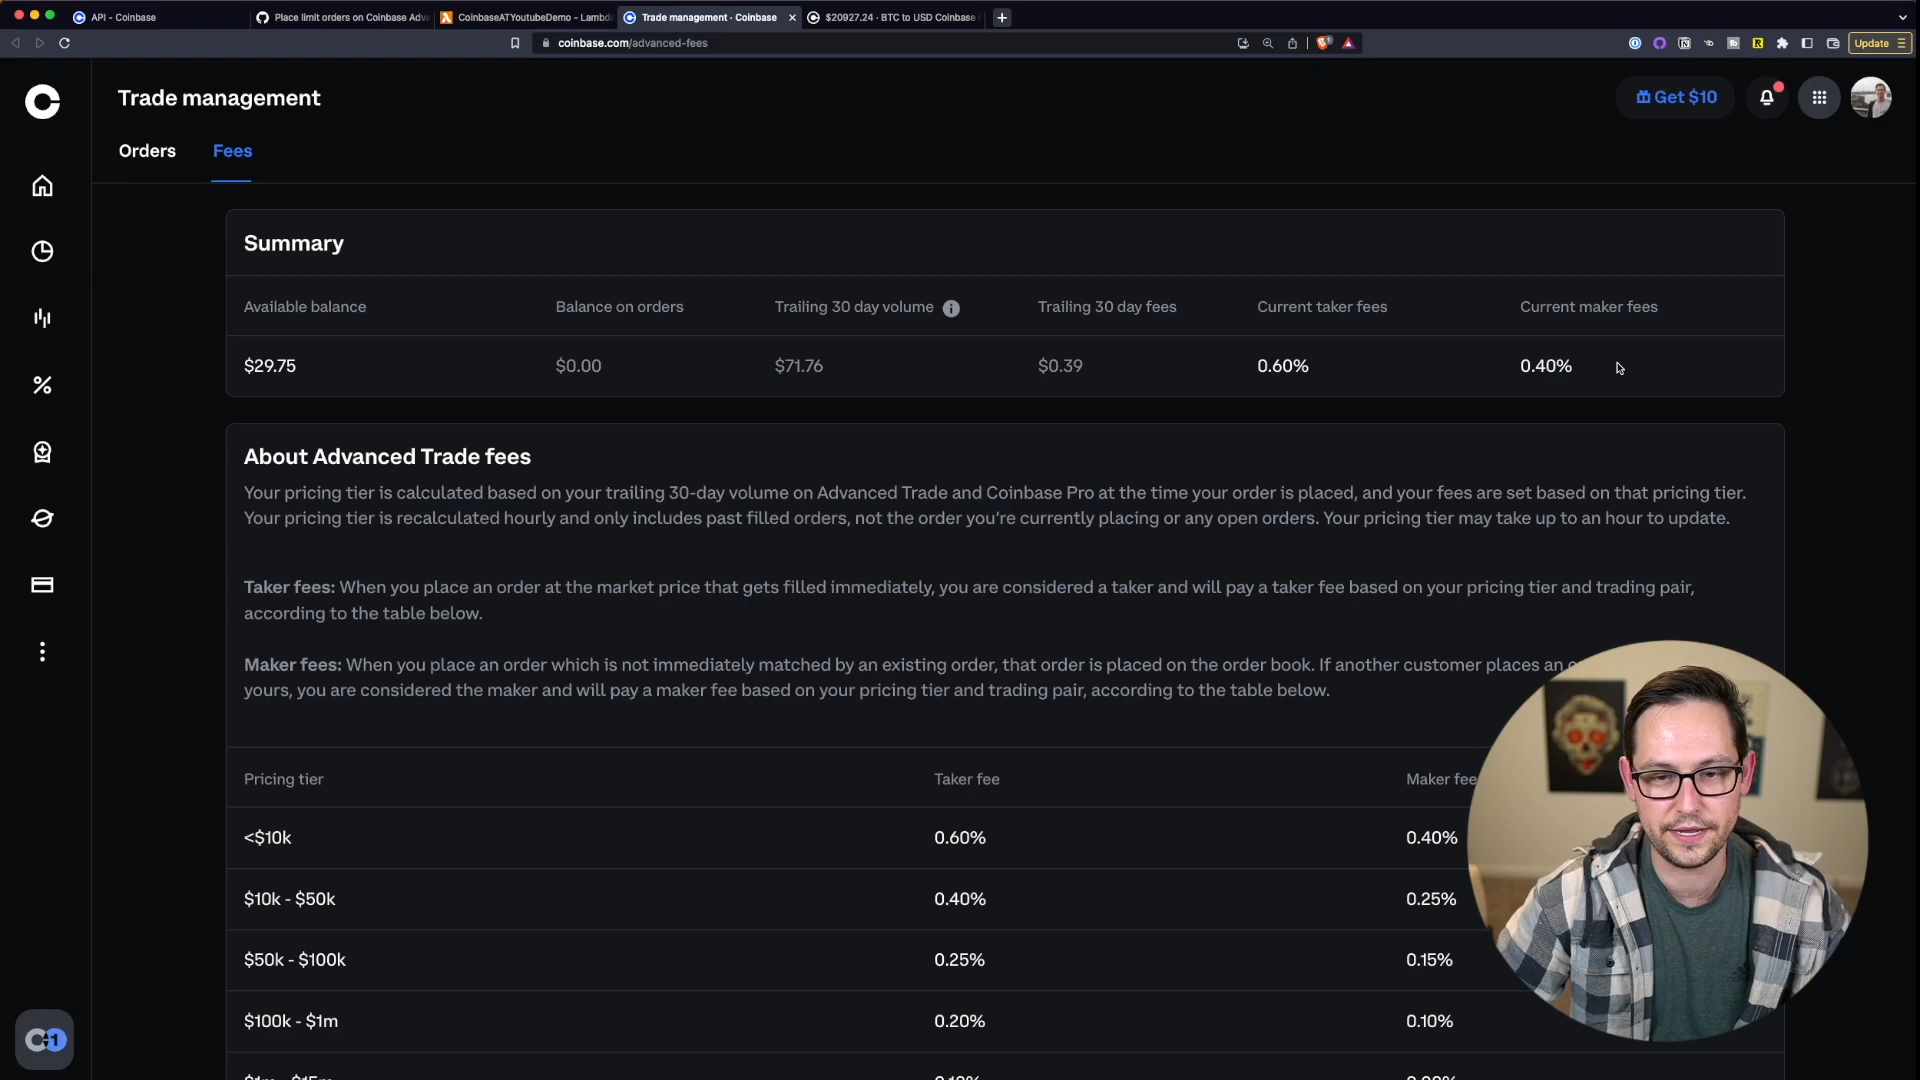 API - Coinbase
Place limit orders on Coinbase Adv
CoinbaseATYoutubeDemo - Lambd
Trade management · Coinbase
$20927.24 · BTC to USD Coinbase
coinbase.com/advanced-fees
Update
Trade management
Get $10
Orders
Fees
Summary
Available balance
Balance on orders
Trailing 30 day volume
Trailing 30 day fees
Current taker fees
Current maker fees
$29.75
$0.00
$71.76
$0.39
0.60%
0.40%
About Advanced Trade fees
Your pricing tier is calculated based on your trailing 30-day volume on Advanced Trade and Coinbase Pro at the time your order is placed, and your fees are set based on that pricing tier.
Your pricing tier is recalculated hourly and only includes past filled orders, not the order you're currently placing or any open orders. Your pricing tier may take up to an hour to update.
Taker fees: When you place an order at the market price that gets filled immediately, you are considered a taker and will pay a taker fee based on your pricing tier and trading pair,
according to the table below.
Maker fees: When you place an order which is not immediately matched by an existing order, that order is placed on the order book. If another customer places an
yours, you are considered the maker and will pay a maker fee based on your pricing tier and trading pair, according to the table below.
Pricing tier
Taker fee
Maker fee
<$10k
0.60%
0.40%
$10k - $50k
0.40%
0.25%
$50k - $100k
0.25%
0.15%
$100k - $1m
0.20%
0.10%